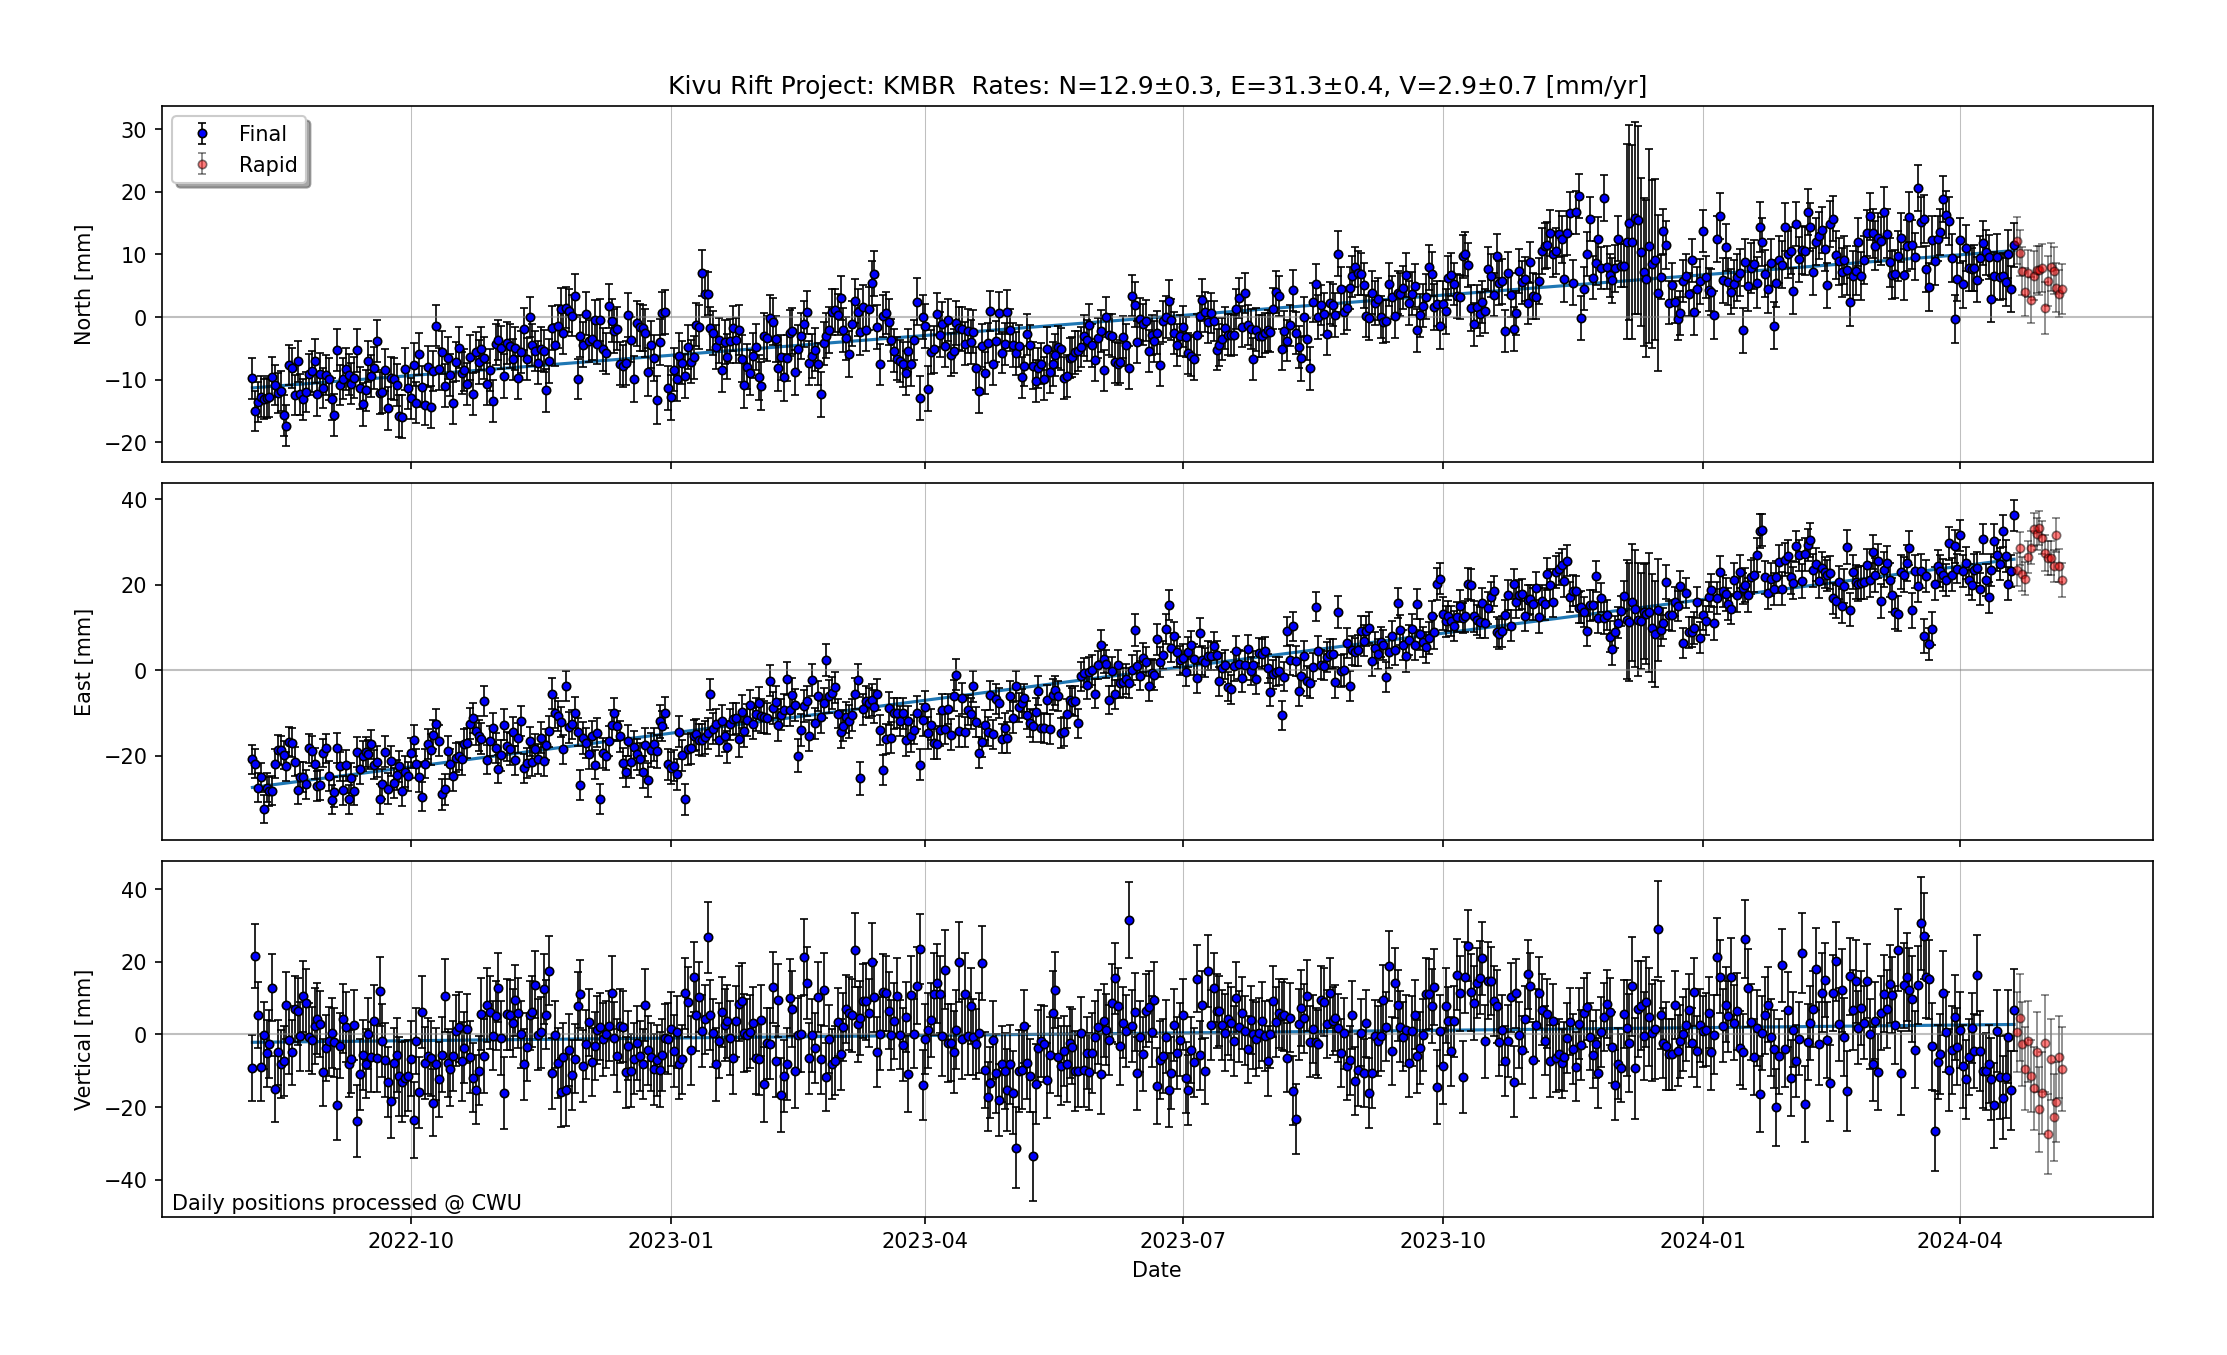 Kivu Rift Project: KMBR  Rates: N=12.9±0.3, E=31.3±0.4, V=2.9±0.7 [mm/yr]
Final
Rapid
North [mm]
30
20
10
0
−10
−20
East [mm]
40
20
0
−20
Vertical [mm]
40
20
0
−20
−40
Daily positions processed @ CWU
2022-10 2023-01 2023-04 2023-07 2023-10 2024-01 2024-04
Date